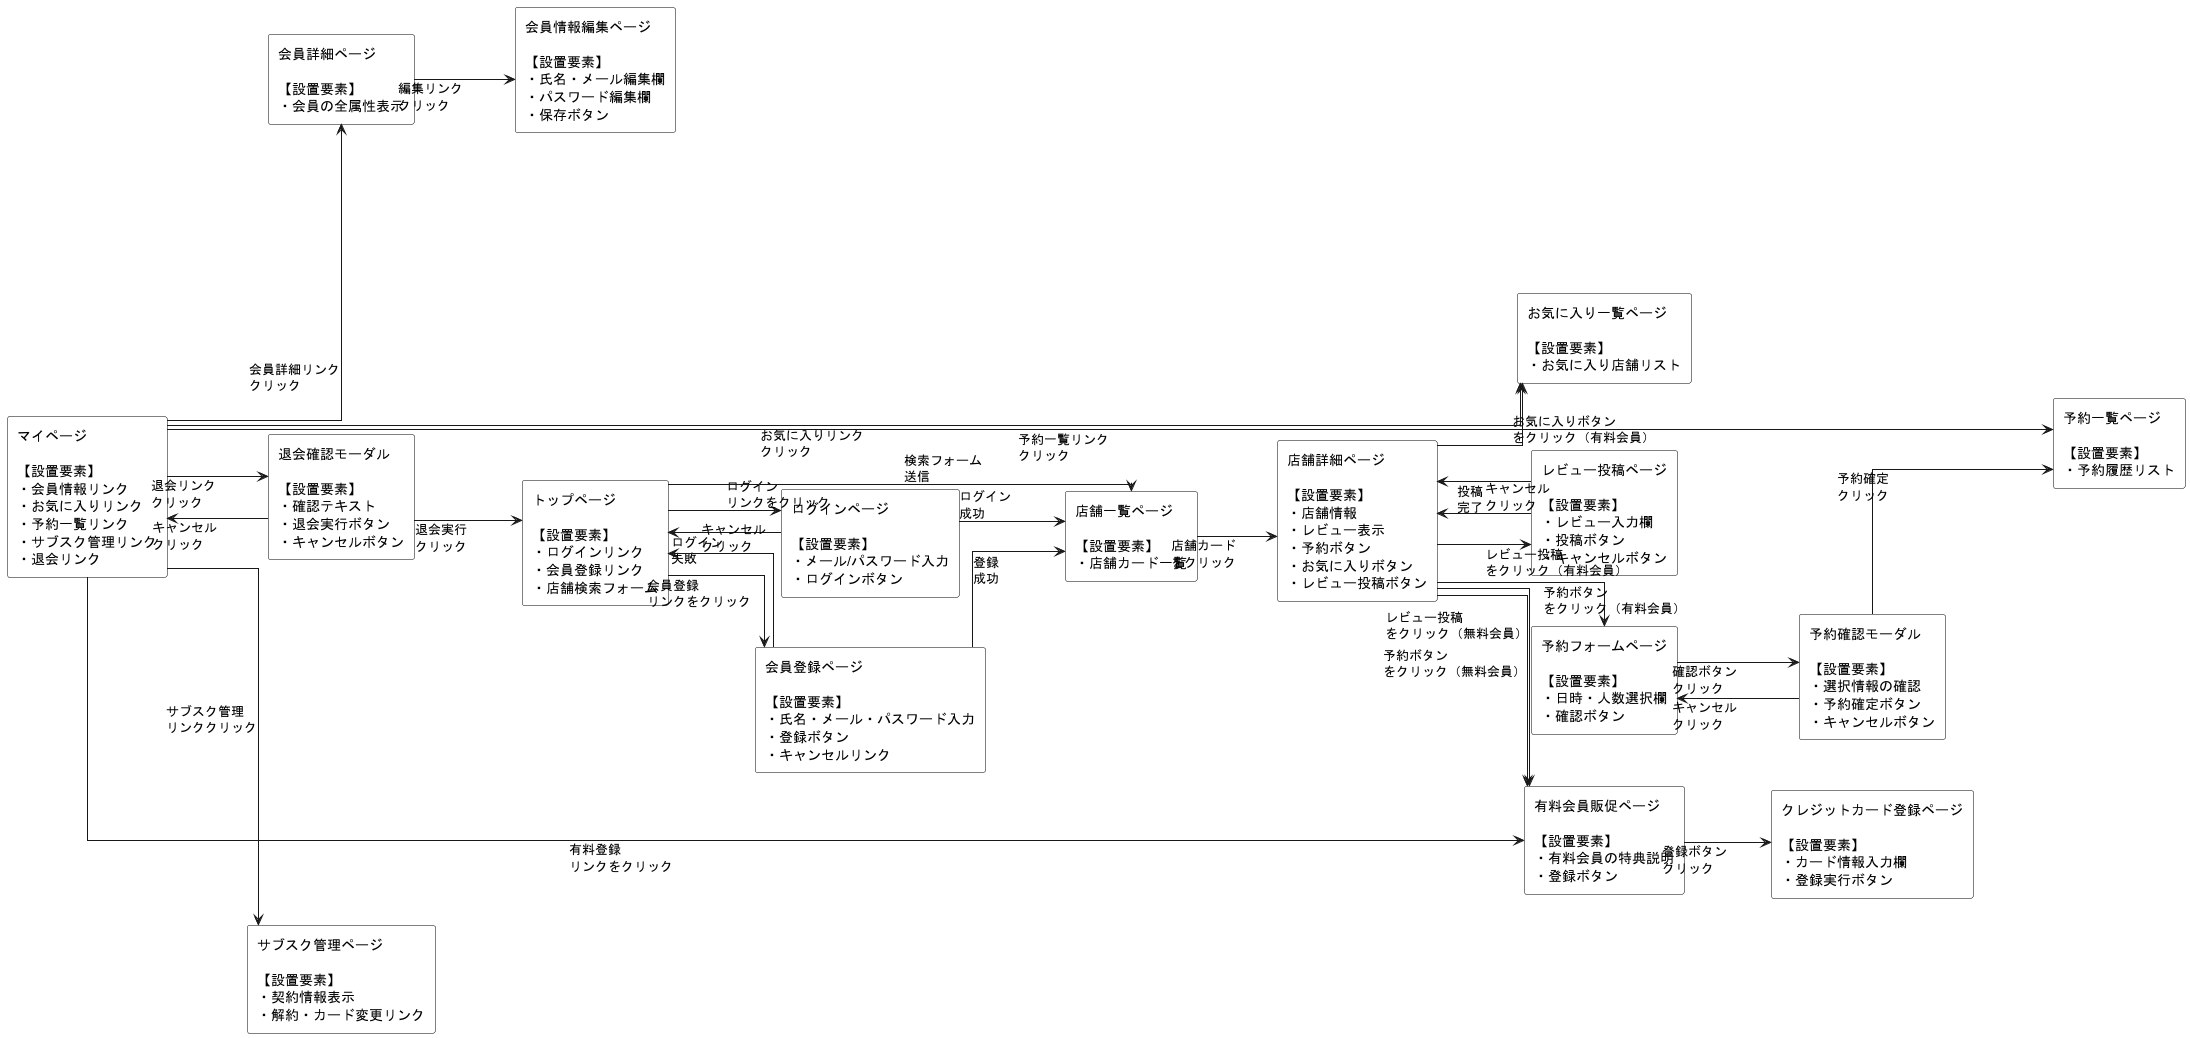 会員情報編集ページ
【設置要素】
・氏名・メール編集欄
・パスワード編集欄
・保存ボタン
会員詳細ページ
【設置要素】
・会員の全属性表示
編集リンク
クリック
会員詳細リンク
クリック
お気に入り一覧ページ
【設置要素】
・お気に入り店舗リスト
マイページ
【設置要素】
・会員情報リンク
・お気に入りリンク
・予約一覧リンク
・サブスク管理リンク
・退会リンク
退会リンク
クリック
キャンセル
クリック
退会確認モーダル
【設置要素】
・確認テキスト
・退会実行ボタン
・キャンセルボタン
退会実行
クリック
お気に入りリンク
クリック
予約一覧リンク
クリック
検索フォーム
送信
トップページ
【設置要素】
・ログインリンク
・会員登録リンク
・店舗検索フォーム
ログイン
リンクをクリック
キャンセル
クリック
ログイン
失敗
会員登録
リンクをクリック
ログインページ
【設置要素】
・メール/パスワード入力
・ログインボタン
ログイン
成功
登録
成功
店舗一覧ページ
【設置要素】
・店舗カード一覧
店舗カード
をクリック
店舗詳細ページ
【設置要素】
・店舗情報
・レビュー表示
・予約ボタン
・お気に入りボタン
・レビュー投稿ボタン
お気に入りボタン
をクリック（有料会員）
投稿
完了
キャンセル
クリック
レビュー投稿
をクリック（有料会員）
レビュー投稿ページ
【設置要素】
・レビュー入力欄
・投稿ボタン
・キャンセルボタン
予約一覧ページ
【設置要素】
・予約履歴リスト
予約確定
クリック
予約ボタン
をクリック（有料会員）
レビュー投稿
をクリック（無料会員）
予約ボタン
をクリック（無料会員）
会員登録ページ
【設置要素】
・氏名・メール・パスワード入力
・登録ボタン
・キャンセルリンク
予約フォームページ
【設置要素】
・日時・人数選択欄
・確認ボタン
確認ボタン
クリック
キャンセル
クリック
予約確認モーダル
【設置要素】
・選択情報の確認
・予約確定ボタン
・キャンセルボタン
サブスク管理
リンククリック
有料登録
リンクをクリック
有料会員販促ページ
【設置要素】
・有料会員の特典説明
・登録ボタン
登録ボタン
クリック
クレジットカード登録ページ
【設置要素】
・カード情報入力欄
・登録実行ボタン
サブスク管理ページ
【設置要素】
・契約情報表示
・解約・カード変更リンク